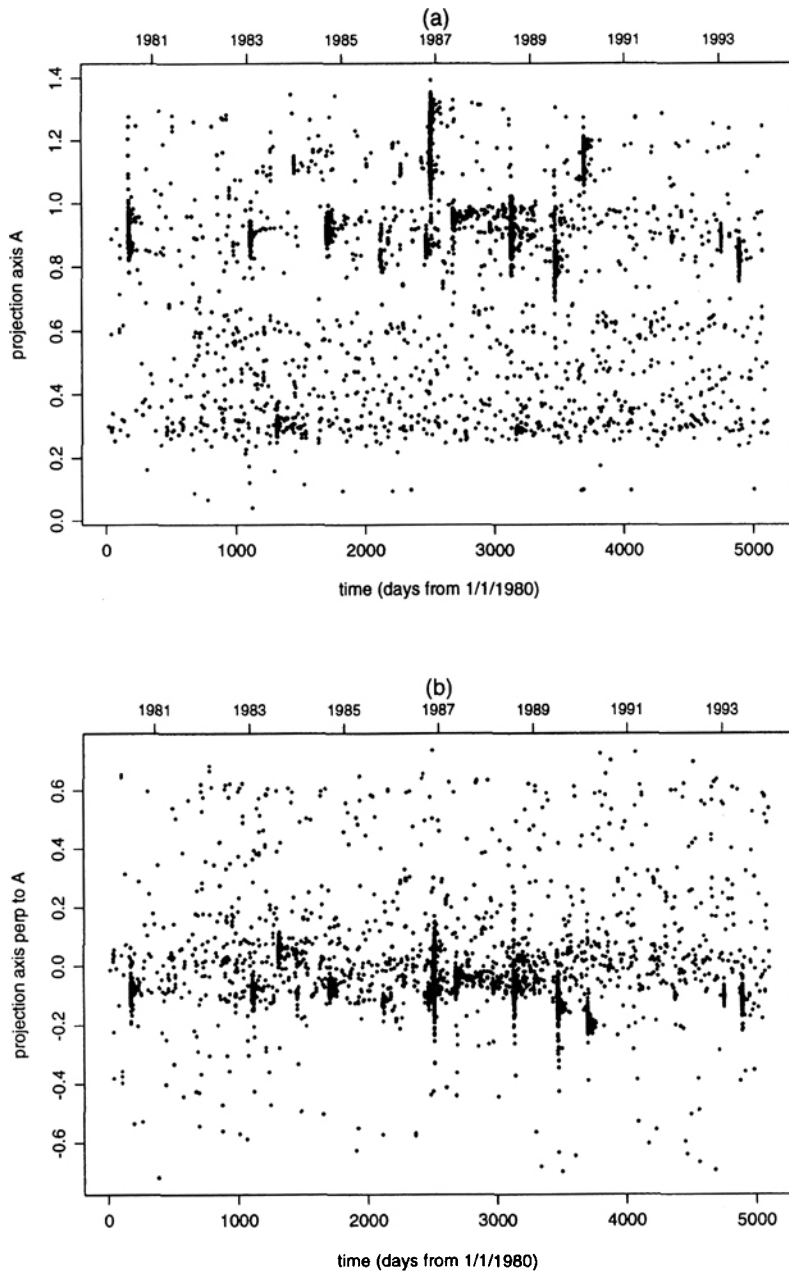 (a)
1981 1983 1985 1987 1989 1991 1993
1.4
1.2
1.0
0.8
0.6
0.4
0.2
0.0
projection axis A
0 1000 2000 3000 4000 5000
time (days from 1/1/1980)
(b)
1981 1983 1985 1987 1989 1991 1993
0.6
0.4
0.2
0.0
-0.2
-0.4
-0.6
projection axis perp to A
0 1000 2000 3000 4000 5000
time (days from 1/1/1980)